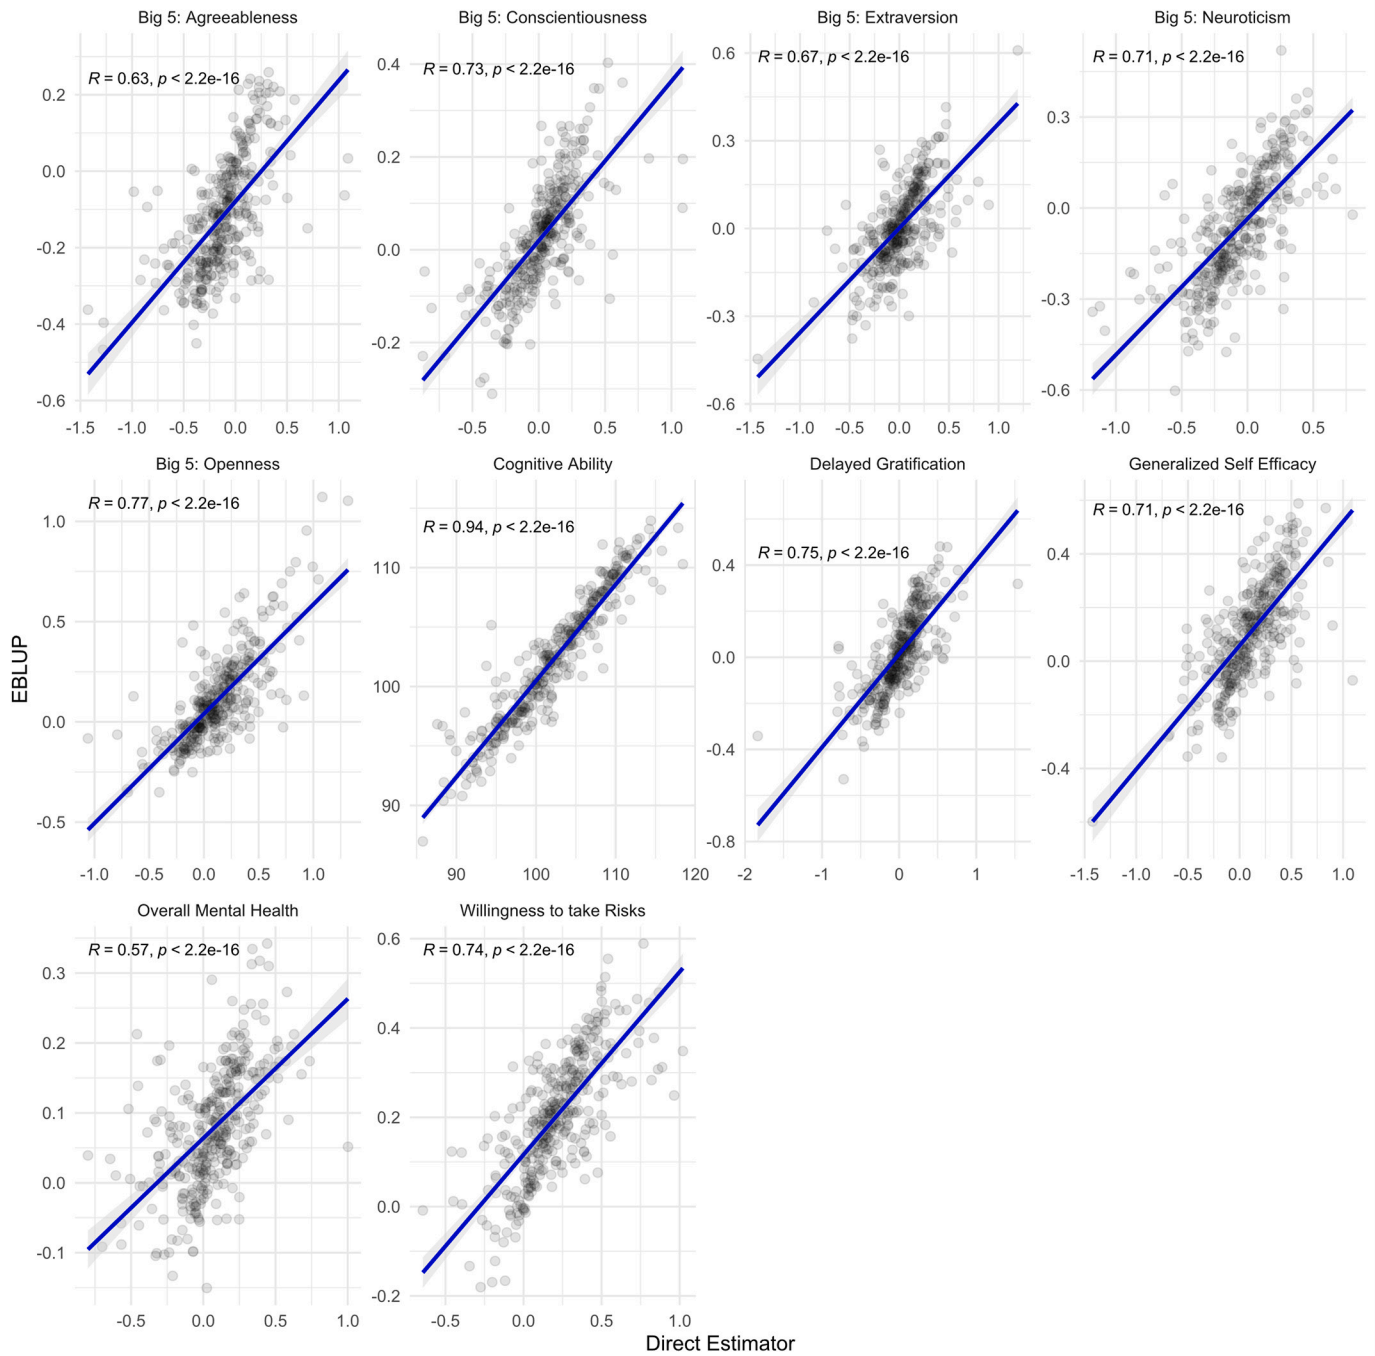 Big 5: Agreeableness
Big 5: Conscientiousness
Big 5: Extraversion
Big 5: Neuroticism
R = 0.63, p < 2.2e-16
R = 0.73, p < 2.2e-16
R = 0.67, p < 2.2e-16
R = 0.71, p < 2.2e-16
0.2
0.0
-0.2
-0.4
-0.6
0.4
0.2
0.0
-0.2
0.6
0.3
0.0
-0.3
-0.6
0.3
0.0
-0.3
-0.6
-1.5 -1.0 -0.5 0.0 0.5 1.0
-0.5 0.0 0.5 1.0
-1.5 -1.0 -0.5 0.0 0.5 1.0
-1.0 -0.5 0.0 0.5
Big 5: Openness
Cognitive Ability
Delayed Gratification
Generalized Self Efficacy
R = 0.77, p < 2.2e-16
R = 0.94, p < 2.2e-16
R = 0.75, p < 2.2e-16
R = 0.71, p < 2.2e-16
1.0
0.5
0.0
-0.5
110
100
90
0.4
0.0
-0.4
-0.8
0.4
0.0
-0.4
-1.0 -0.5 0.0 0.5 1.0
90 100 110 120
-2 -1 0 1
-1.5 -1.0 -0.5 0.0 0.5 1.0
EBLUP
Overall Mental Health
Willingness to take Risks
R = 0.57, p < 2.2e-16
R = 0.74, p < 2.2e-16
0.3
0.2
0.1
0.0
-0.1
0.6
0.4
0.2
0.0
-0.2
-0.5 0.0 0.5 1.0
-0.5 0.0 0.5 1.0
Direct Estimator